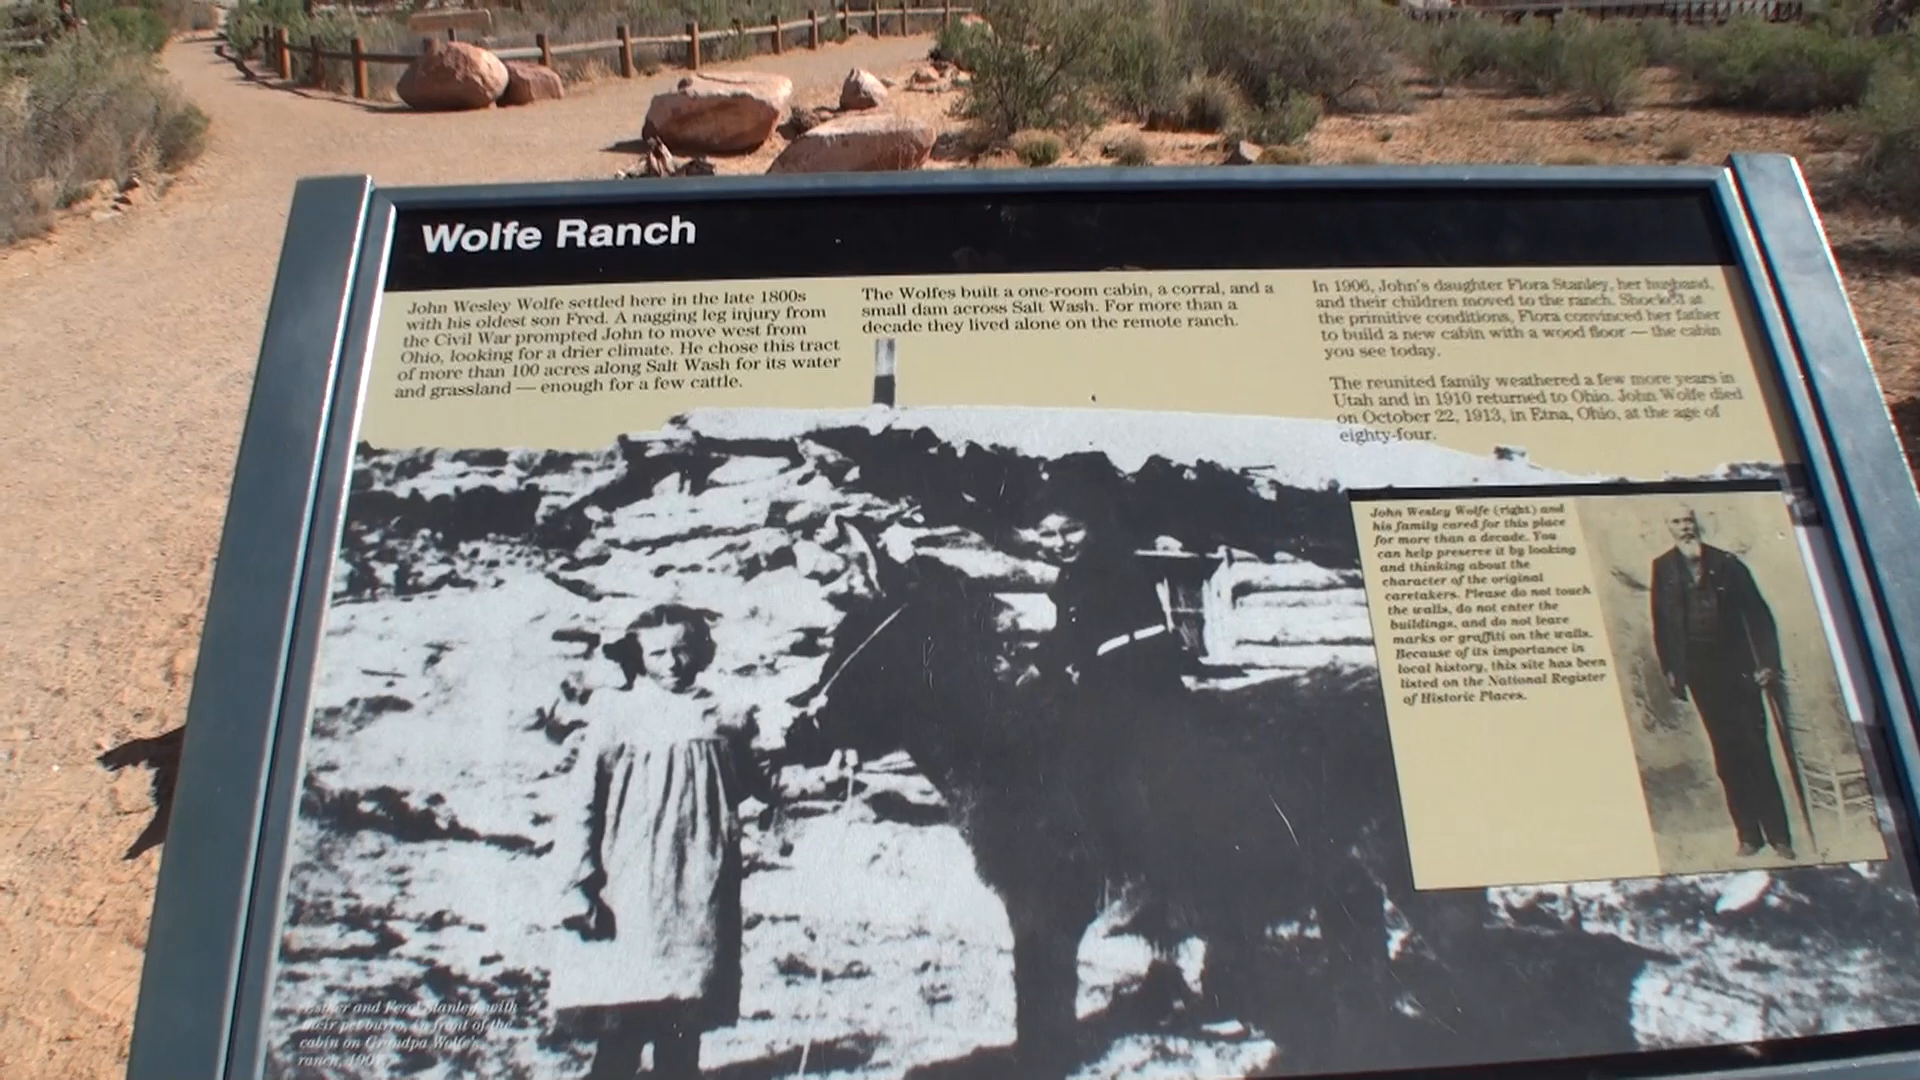 Wolfe Ranch
John Wesley Wolfe settled here in the late 1800s
with his oldest son Fred. A nagging leg injury from
the Civil War prompted John to move west from
Ohio, looking for a drier climate. He chose this tract
of more than 100 acres along Salt Wash for its water
and grassland — enough for a few cattle.
The Wolfes built a one-room cabin, a corral, and a
small dam across Salt Wash. For more than a
decade they lived alone on the remote ranch.
In 1906, John's daughter Flora Stanley, her husband,
and their children moved to the ranch. Shocked at
the primitive conditions, Flora convinced her father
to build a new cabin with a wood floor — the cabin
you see today.
The reunited family weathered a few more years in
Utah and in 1910 returned to Ohio. John Wolfe died
on October 22, 1913, in Etna, Ohio, at the age of
eighty-four.
John Wesley Wolfe (right) and
his family cared for this place
for more than a decade. You
can help preserve it by looking
and thinking about the
character of the original
caretakers. Please do not touch
the walls, do not enter the
buildings, and do not leave
marks or graffiti on the walls.
Because of its importance in
local history, this site has been
listed on the National Register
of Historic Places.
and Ferol Stanley, with
their pet burro, in front of the
cabin on Grandpa Wolfe's
ranch,